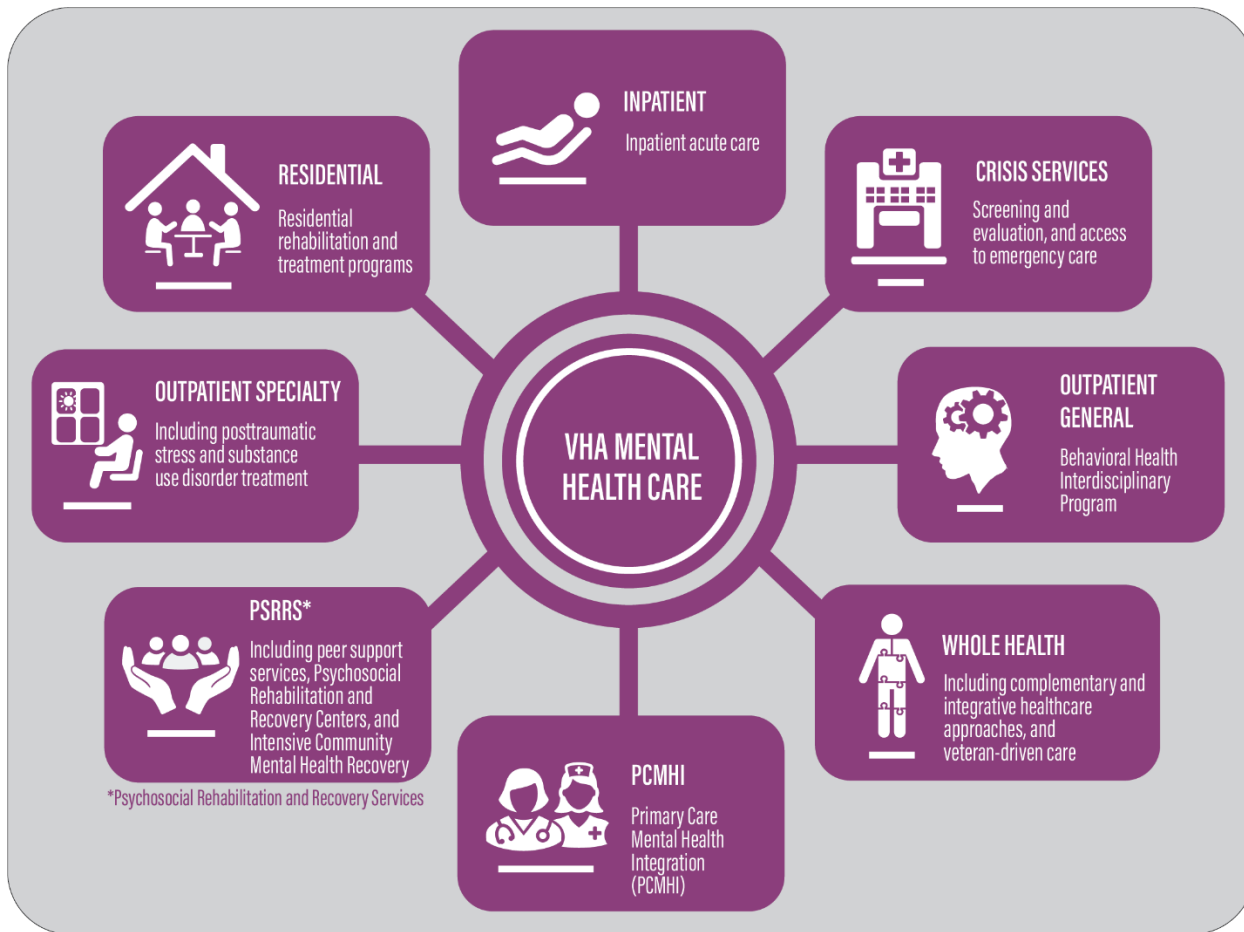 INPATIENT
Inpatient acute care
RESIDENTIAL
Residential
rehabilitation and
treatment programs
CRISIS SERVICES
Screening and
evaluation, and access
to emergency care
OUTPATIENT SPECIALTY
Including posttraumatic
stress and substance
use disorder treatment
VHA MENTAL
HEALTH CARE
OUTPATIENT
GENERAL
Behavioral Health
Interdisciplinary
Program
PSRRS*
Including peer support
services, Psychosocial
Rehabilitation and
Recovery Centers, and
Intensive Community
Mental Health Recovery
*Psychosocial Rehabilitation and Recovery Services
WHOLE HEALTH
Including complementary and
integrative healthcare
approaches, and
veteran-driven care
PCMHI
Primary Care
Mental Health
Integration
(PCMHI)